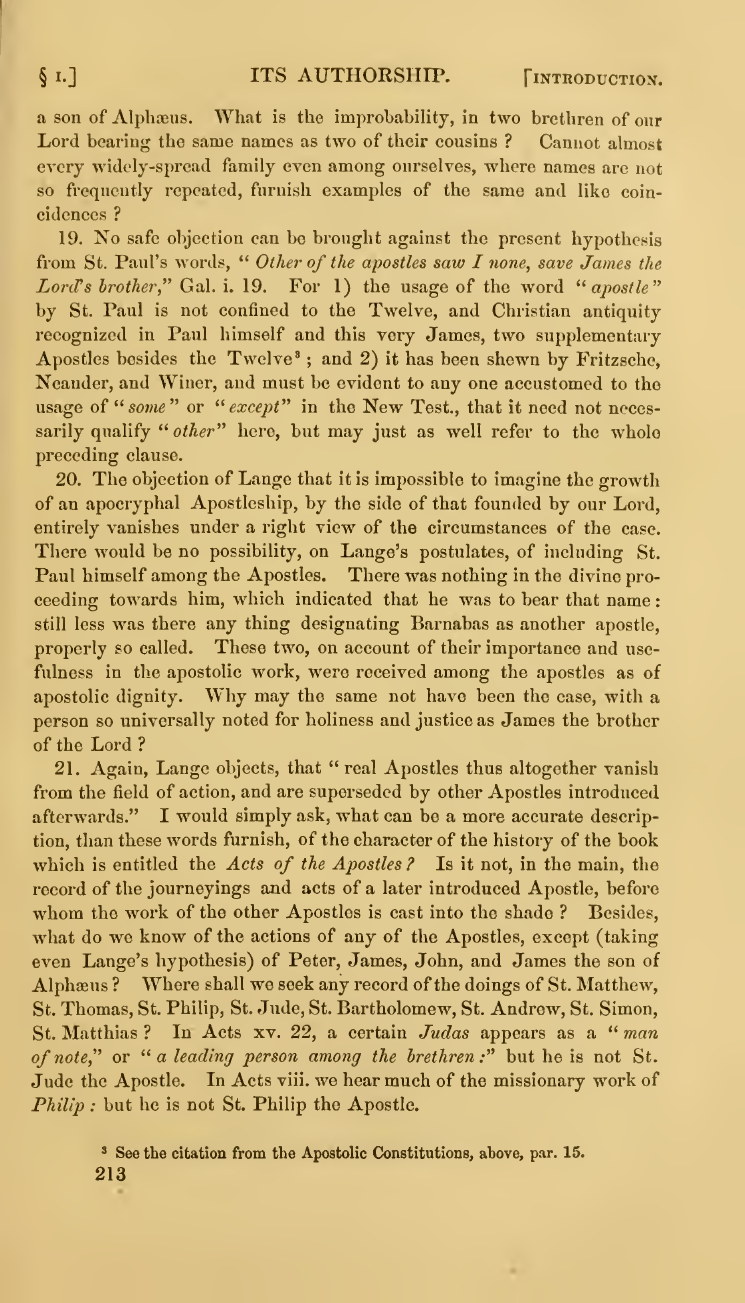 § I.] ITS AUTHORSHIP. [INTRODUCTION.
a son of Alphæus. What is the improbability, in two brethren of our
Lord bearing the same names as two of their cousins ? Cannot almost
every widely-spread family even among ourselves, where names are not
so frequently repeated, furnish examples of the same and like coin-
cidences ?
19. No safe objection can be brought against the present hypothesis
from St. Paul's words, “ Other of the apostles saw I none, save James the
Lord's brother,” Gal. i. 19. For 1) the usage of the word “ apostle ”
by St. Paul is not confined to the Twelve, and Christian antiquity
recognized in Paul himself and this very James, two supplementary
Apostles besides the Twelve³ ; and 2) it has been shewn by Fritzsche,
Neander, and Winer, and must be evident to any one accustomed to the
usage of “ some ” or “ except” in the New Test., that it need not neces-
sarily qualify “ other” here, but may just as well refer to the whole
preceding clause.
20. The objection of Lange that it is impossible to imagine the growth
of an apocryphal Apostleship, by the side of that founded by our Lord,
entirely vanishes under a right view of the circumstances of the case.
There would be no possibility, on Lange's postulates, of including St.
Paul himself among the Apostles. There was nothing in the divine pro-
ceeding towards him, which indicated that he was to bear that name :
still less was there any thing designating Barnabas as another apostle,
properly so called. These two, on account of their importance and use-
fulness in the apostolic work, were received among the apostles as of
apostolic dignity. Why may the same not have been the case, with a
person so universally noted for holiness and justice as James the brother
of the Lord ?
21. Again, Lange objects, that “ real Apostles thus altogether vanish
from the field of action, and are superseded by other Apostles introduced
afterwards.” I would simply ask, what can be a more accurate descrip-
tion, than these words furnish, of the character of the history of the book
which is entitled the Acts of the Apostles ? Is it not, in the main, the
record of the journeyings and acts of a later introduced Apostle, before
whom the work of the other Apostles is cast into the shade ? Besides,
what do we know of the actions of any of the Apostles, except (taking
even Lange's hypothesis) of Peter, James, John, and James the son of
Alphæus ? Where shall we seek any record of the doings of St. Matthew,
St. Thomas, St. Philip, St. Jude, St. Bartholomew, St. Andrew, St. Simon,
St. Matthias ? In Acts xv. 22, a certain Judas appears as a “ man
of note,” or “ a leading person among the brethren :” but he is not St.
Jude the Apostle. In Acts viii. we hear much of the missionary work of
Philip : but he is not St. Philip the Apostle.
³ See the citation from the Apostolic Constitutions, above, par. 15.
213